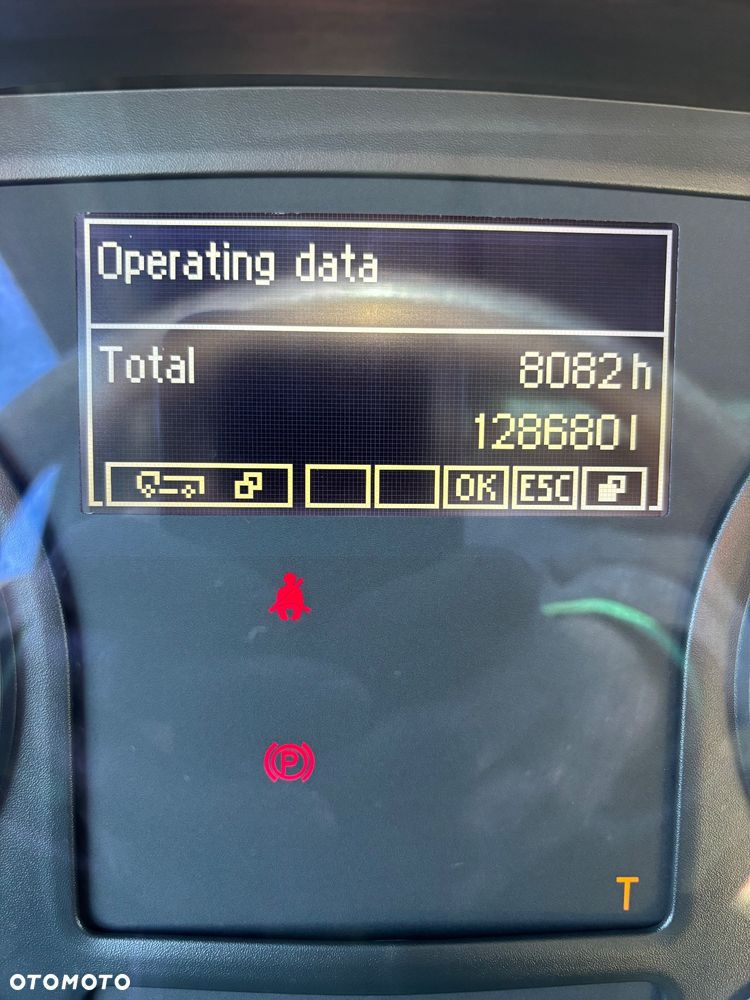 Operating data
Total 8082 h
128680 l
OK ESC
P
T
OTOMOTO